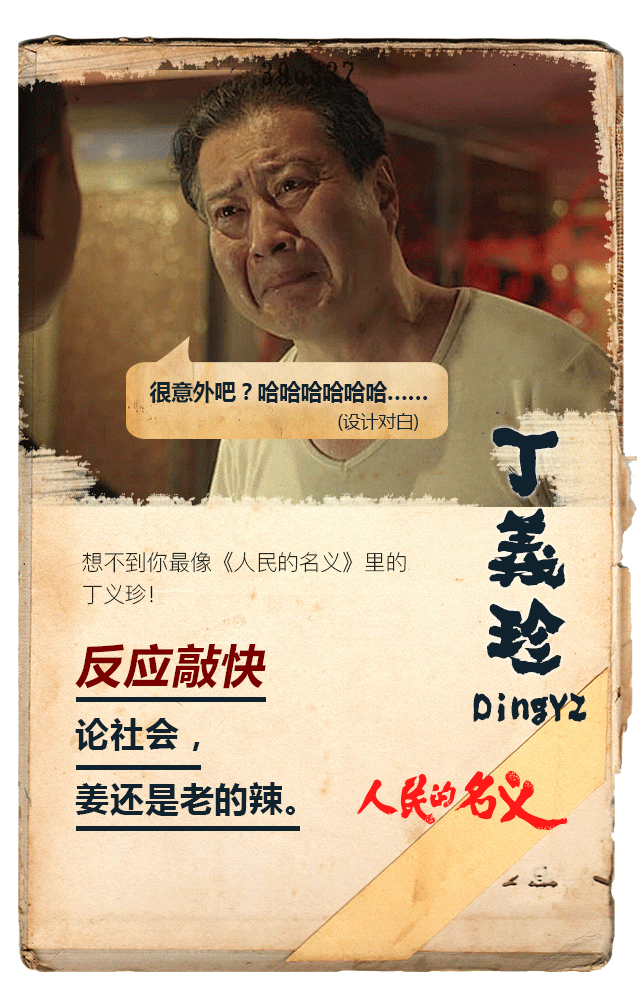 396337
很意外吧？哈哈哈哈哈哈……
(设计对白)
丁義珍
DingYZ
想不到你最像《人民的名义》里的
丁义珍!
反应敲快
论社会，
姜还是老的辣。
人民的名义